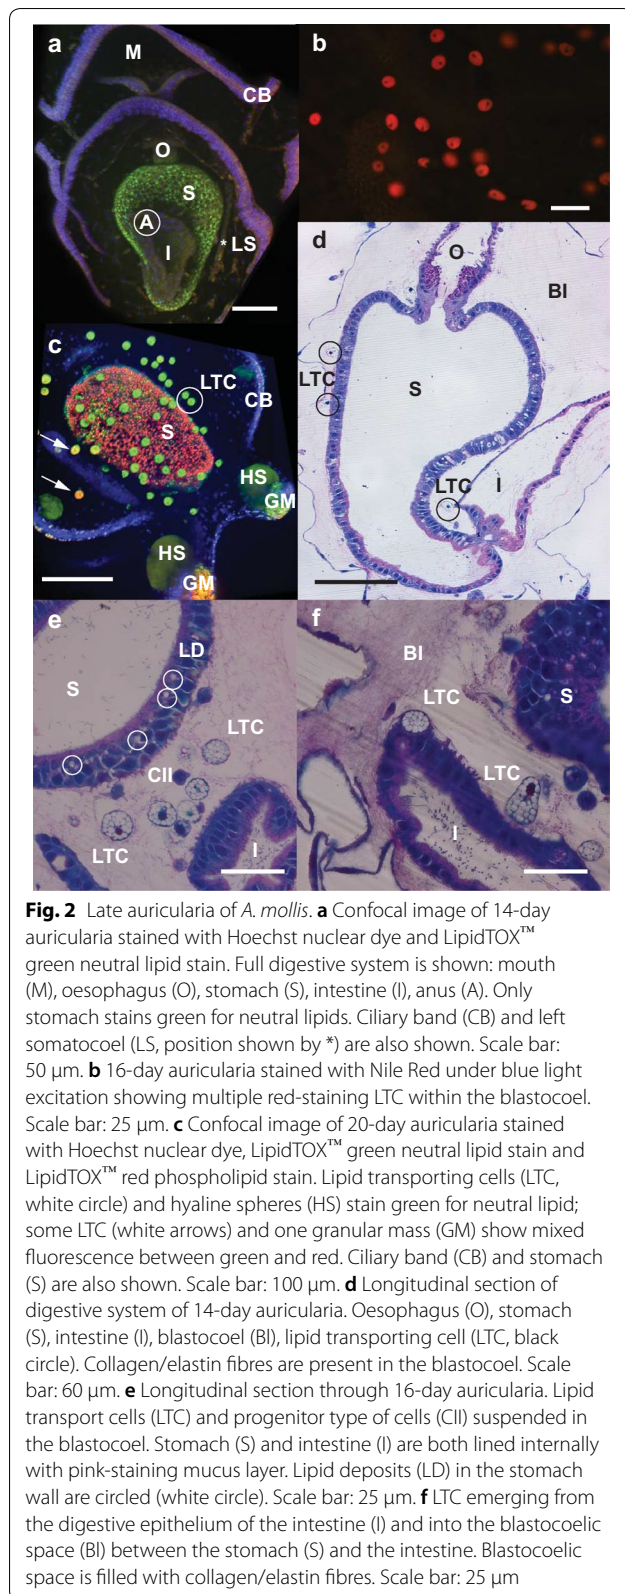 a
M
CB
O
S
A
I
* LS
b
c
LTC
CB
S
HS
GM
HS
GM
d
O
Bl
LTC
S
I
LTC
e
LD
S
LTC
CII
LTC
I
f
Bl
LTC
S
LTC
I
Fig. 2 Late auricularia of A. mollis. a Confocal image of 14-day
auricularia stained with Hoechst nuclear dye and LipidTOX™
green neutral lipid stain. Full digestive system is shown: mouth
(M), oesophagus (O), stomach (S), intestine (I), anus (A). Only
stomach stains green for neutral lipids. Ciliary band (CB) and left
somatocoel (LS, position shown by *) are also shown. Scale bar:
50 µm. b 16-day auricularia stained with Nile Red under blue light
excitation showing multiple red-staining LTC within the blastocoel.
Scale bar: 25 µm. c Confocal image of 20-day auricularia stained
with Hoechst nuclear dye, LipidTOX™ green neutral lipid stain and
LipidTOX™ red phospholipid stain. Lipid transporting cells (LTC,
white circle) and hyaline spheres (HS) stain green for neutral lipid;
some LTC (white arrows) and one granular mass (GM) show mixed
fluorescence between green and red. Ciliary band (CB) and stomach
(S) are also shown. Scale bar: 100 µm. d Longitudinal section of
digestive system of 14-day auricularia. Oesophagus (O), stomach
(S), intestine (I), blastocoel (Bl), lipid transporting cell (LTC, black
circle). Collagen/elastin fibres are present in the blastocoel. Scale
bar: 60 µm. e Longitudinal section through 16-day auricularia. Lipid
transport cells (LTC) and progenitor type of cells (CII) suspended in
the blastocoel. Stomach (S) and intestine (I) are both lined internally
with pink-staining mucus layer. Lipid deposits (LD) in the stomach
wall are circled (white circle). Scale bar: 25 µm. f LTC emerging from
the digestive epithelium of the intestine (I) and into the blastocoelic
space (Bl) between the stomach (S) and the intestine. Blastocoelic
space is filled with collagen/elastin fibres. Scale bar: 25 µm